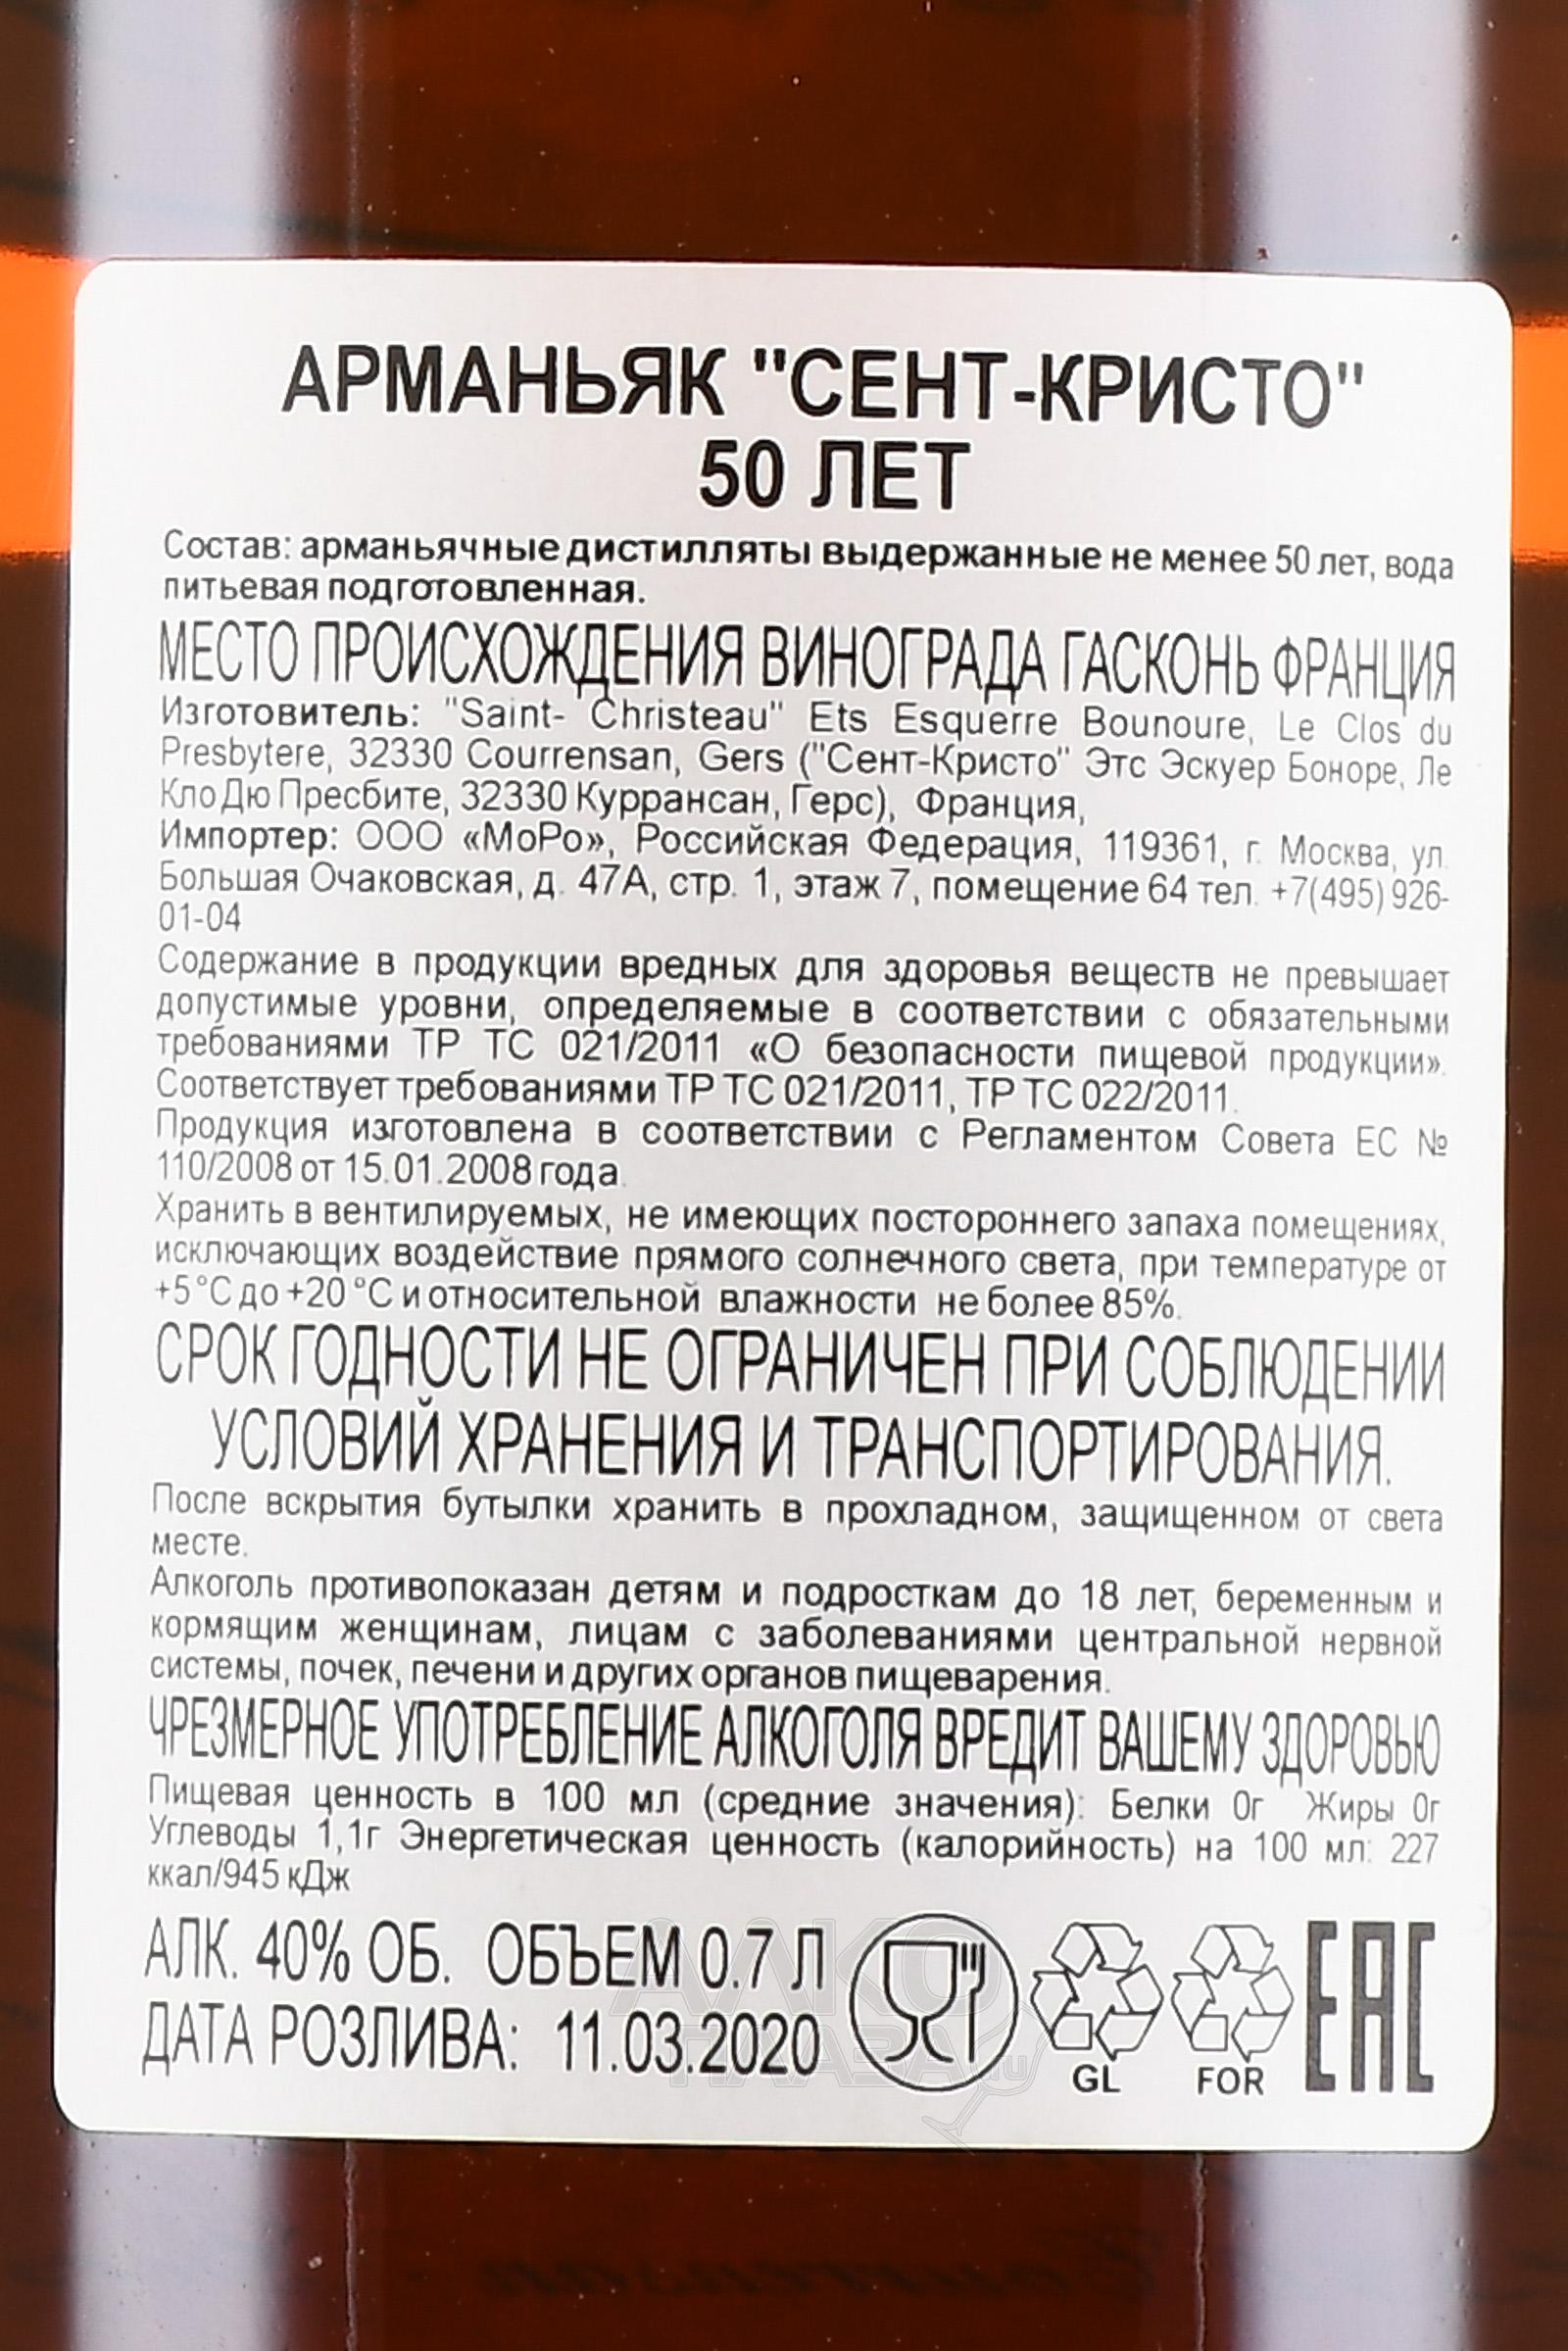 АРМАНЬЯК "СЕНТ-КРИСТО"
50 ЛЕТ
Состав: арманьячные дистилляты выдержанные не менее 50 лет, вода
питьевая подготовленная.
МЕСТО ПРОИСХОЖДЕНИЯ ВИНОГРАДА ГАСКОНЬ ФРАНЦИЯ
Изготовитель: "Saint- Christeau" Ets Esquerre Bounoure, Le Clos du
Presbytere, 32330 Courrensan, Gers ("Сент-Кристо" Этс Эскуер Боноре, Ле
Кло Дю Пресбите, 32330 Куррансан, Герс), Франция,
Импортер: ООО «МоРо», Российская Федерация, 119361, г. Москва, ул.
Большая Очаковская, д. 47А, стр. 1, этаж 7, помещение 64 тел. +7(495) 926-
01-04
Содержание в продукции вредных для здоровья веществ не превышает
допустимые уровни, определяемые в соответствии с обязательными
требованиями ТР ТС 021/2011 «О безопасности пищевой продукции».
Соответствует требованиями ТР ТС 021/2011, ТР ТС 022/2011.
Продукция изготовлена в соответствии с Регламентом Совета ЕС №
110/2008 от 15.01.2008 года.
Хранить в вентилируемых, не имеющих постороннего запаха помещениях,
исключающих воздействие прямого солнечного света, при температуре от
+5°С до +20 °С и относительной влажности не более 85%.
СРОК ГОДНОСТИ НЕ ОГРАНИЧЕН ПРИ СОБЛЮДЕНИИ
УСЛОВИЙ ХРАНЕНИЯ И ТРАНСПОРТИРОВАНИЯ.
После вскрытия бутылки хранить в прохладном, защищенном от света
месте.
Алкоголь противопоказан детям и подросткам до 18 лет, беременным и
кормящим женщинам, лицам с заболеваниями центральной нервной
системы, почек, печени и других органов пищеварения.
ЧРЕЗМЕРНОЕ УПОТРЕБЛЕНИЕ АЛКОГОЛЯ ВРЕДИТ ВАШЕМУ ЗДОРОВЬЮ
Пищевая ценность в 100 мл (средние значения): Белки 0г Жиры 0г
Углеводы 1,1г Энергетическая ценность (калорийность) на 100 мл: 227
ккал/945 кДж
АЛК. 40% ОБ. ОБЪЕМ 0.7 Л
ДАТА РОЗЛИВА: 11.03.2020
GL FOR EAC
АЛКО
ПЛАЗА.ru